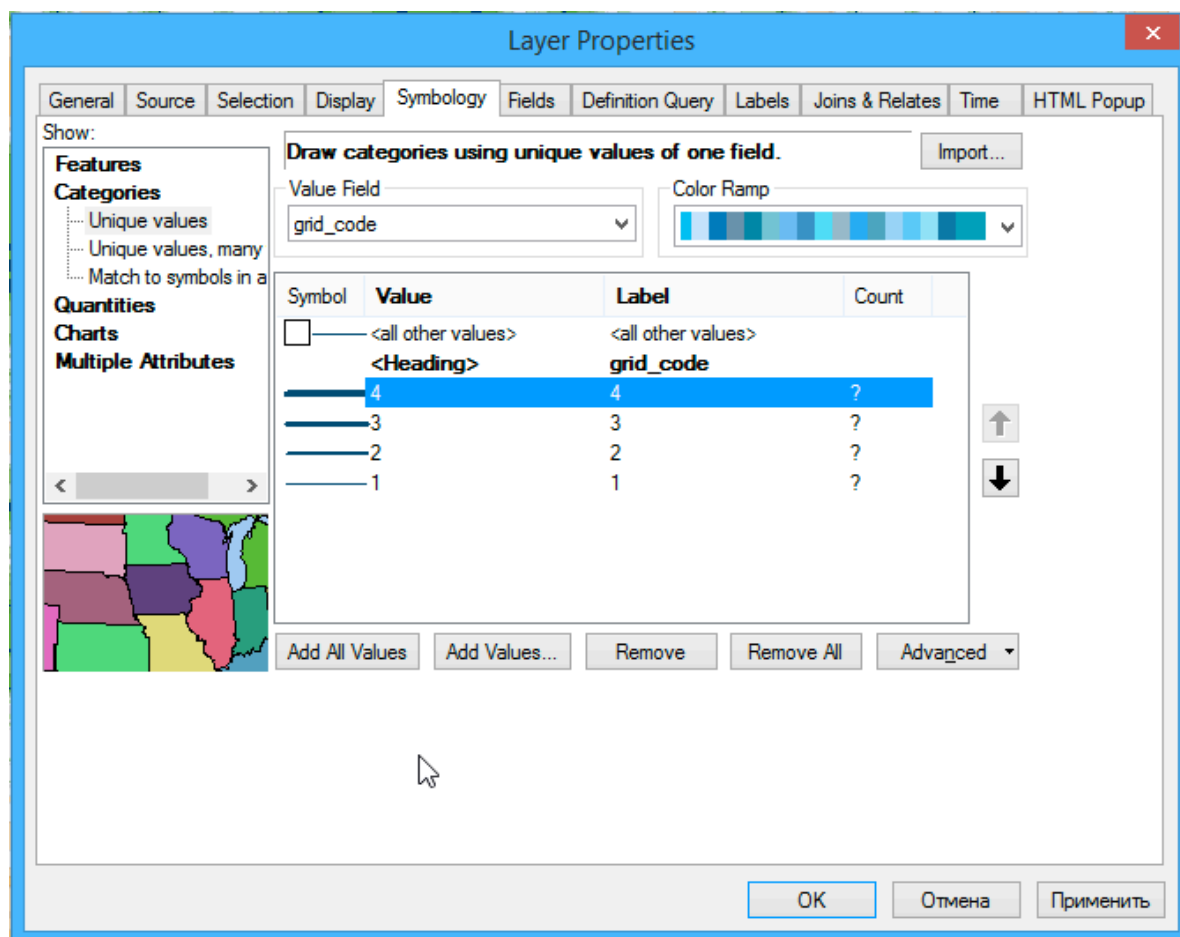 Layer Properties
General Source Selection Display Symbology Fields Definition Query Labels Joins & Relates Time HTML Popup
Show:
Features
Categories
Unique values
Unique values, many
Match to symbols in a
Quantities
Charts
Multiple Attributes
Draw categories using unique values of one field.
Import...
Value Field
grid_code
Color Ramp
Symbol Value Label Count
<all other values> <all other values>
<Heading> grid_code
4 4 ?
3 3 ?
2 2 ?
1 1 ?
Add All Values Add Values... Remove Remove All Advanced
OK Отмена Применить